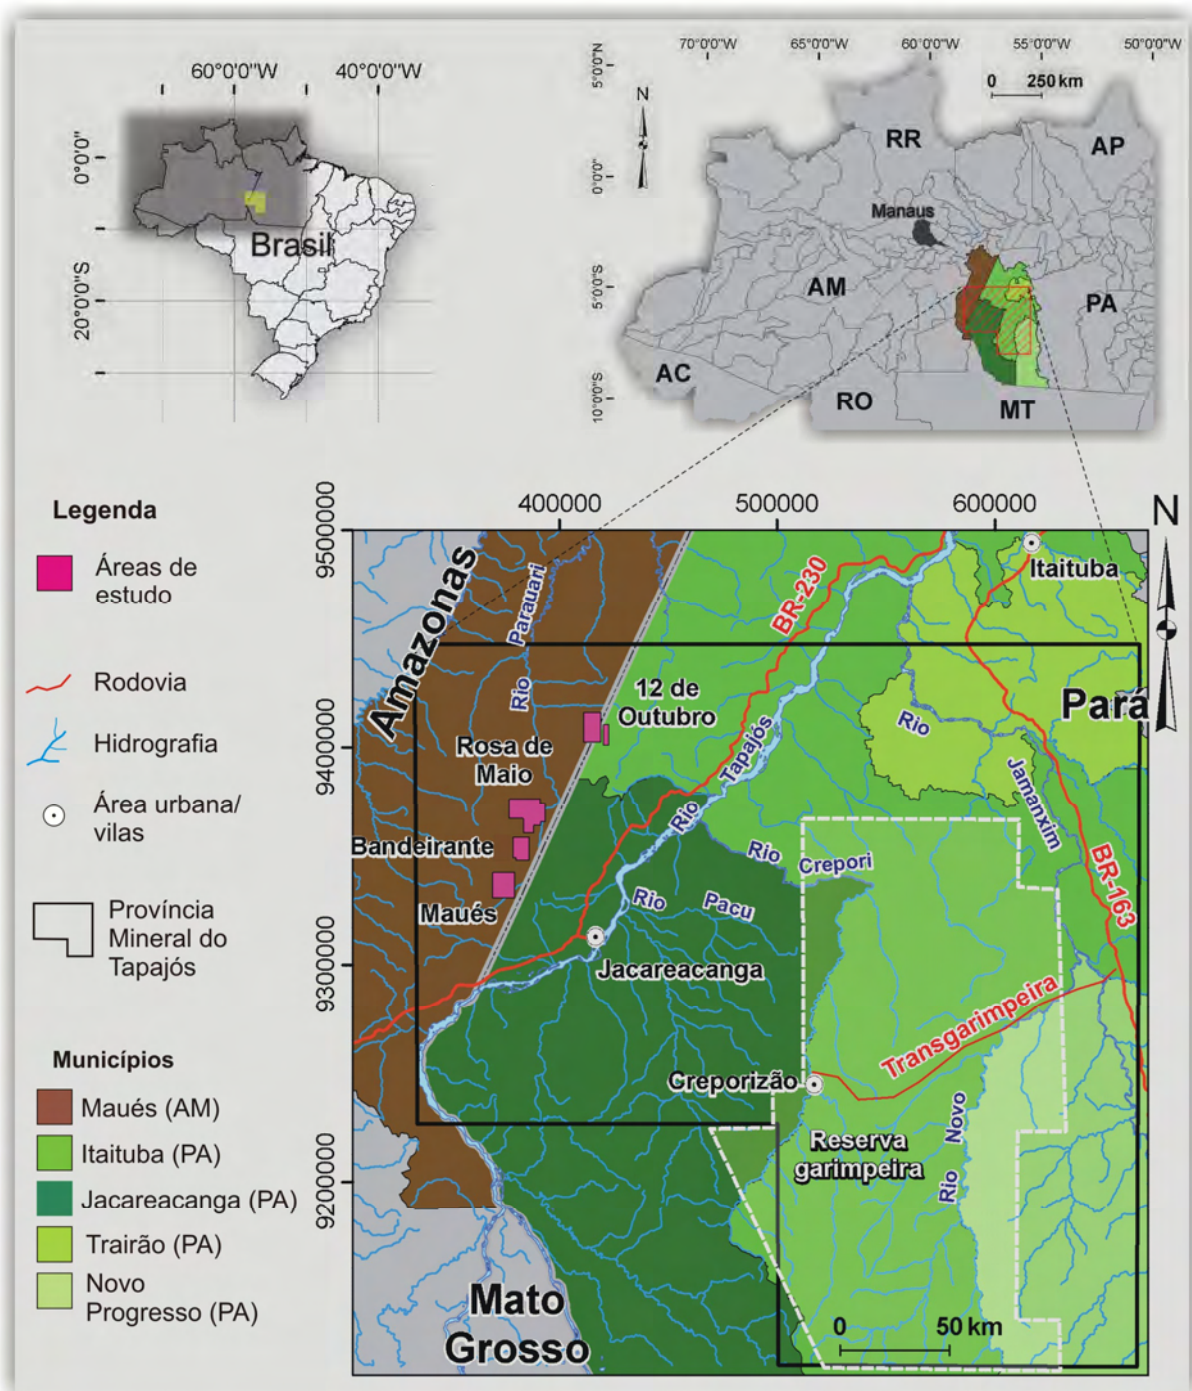 60°0'0"W
40°0'0"W
0°0'0"
20°0'0"S
Brasil
70°0'0"W
65°0'0"W
60°0'0"W
55°0'0"W
50°0'0"W
5°0'0"N
0°0'0"
5°0'0"S
10°0'0"S
N
0 250 km
RR
AP
Manaus
AM
PA
AC
RO
MT
Legenda
Áreas de
estudo
Rodovia
Hidrografia
Área urbana/
vilas
Província
Mineral do
Tapajós
Municípios
Maués (AM)
Itaituba (PA)
Jacareacanga (PA)
Trairão (PA)
Novo
Progresso (PA)
4000000
5000000
6000000
N
9500000
9400000
9300000
9200000
Amazonas
Rio Parauari
BR-230
Itaituba
12 de
Outubro
Pará
Rio Jamanxim
Rosa de
Maio
Rio Tapajós
Bandeirante
Maués
Rio Crepori
Rio Pacu
BR-163
Jacareacanga
Transgarimpeira
Creporizão
Reserva
garimpeira
Rio Novo
Mato
Grosso
0 50 km